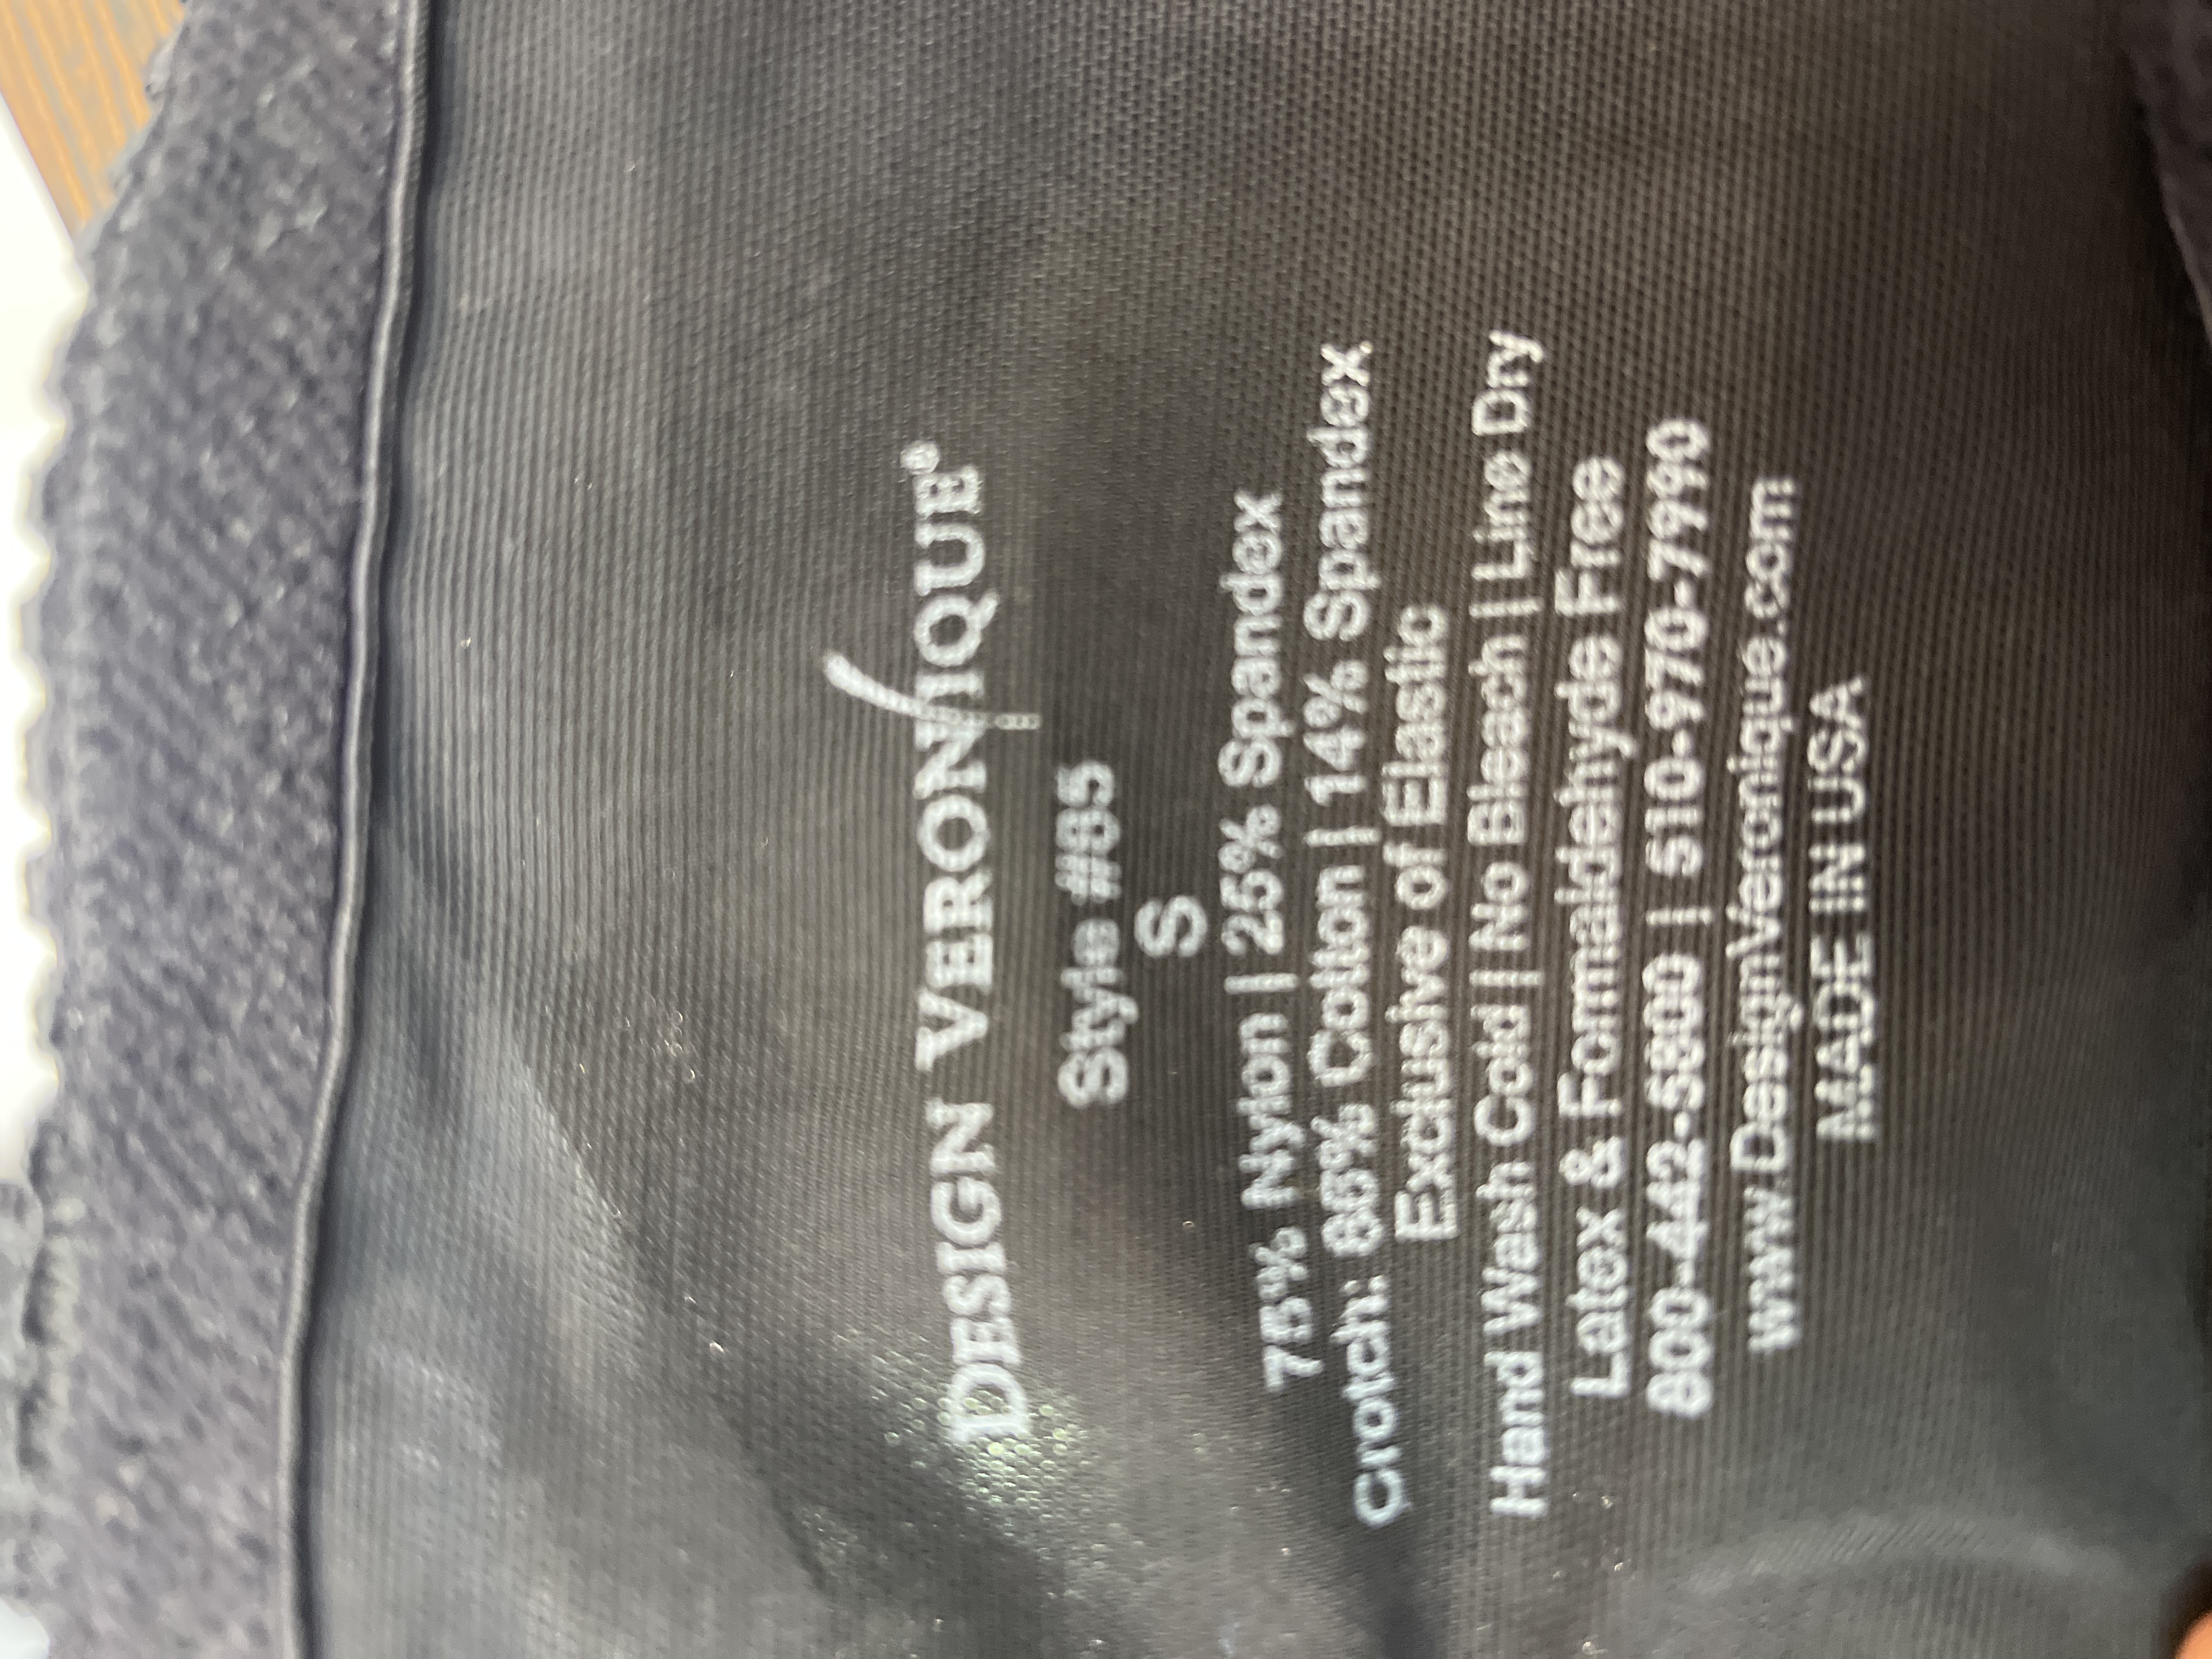 DESIGN VERONIQUE®
Style #85
S
75% Nylon | 25% Spandex
Crotch: 86% Cotton | 14% Spandex
Exclusive of Elastic
Hand Wash Cold | No Bleach | Line Dry
Latex & Formaldehyde Free
800-442-5800 | 510-970-7990
www.DesignVeronique.com
MADE IN USA